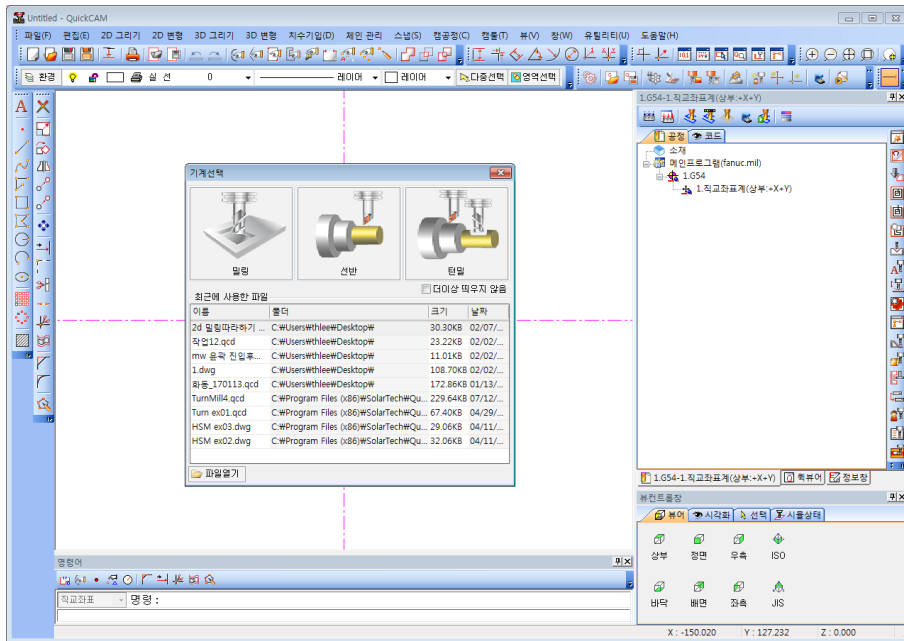 Untitled - QuickCAM
파일(F) 편집(E) 2D 그리기 2D 변형 3D 그리기 3D 변형 치수기입(D) 체인 관리 스냅(S) 캠공정(C) 캠툴(T) 뷰(V) 창(W) 유틸리티(U) 도움말(H)
환경 실 선 0 레이어 레이어 다중선택 영역선택
1.G54-1.직교좌표계(상부:+X+Y)
공정 코드
소재
메인프로그램(fanuc.mil)
1.G54
1.직교좌표계(상부:+X+Y)
기계선택
밀링 선반 턴밀
더이상 띄우지 않음
최근에 사용한 파일
이름 폴더 크기 날짜
2d 밀링따라하기 ... C:₩Users₩thlee₩Desktop₩ 30.30KB 02/07/...
작업12.qcd C:₩Users₩thlee₩Desktop₩ 23.22KB 02/02/...
mw 윤곽 진입후... C:₩Users₩thlee₩Desktop₩ 11.01KB 02/02/...
1.dwg C:₩Users₩thlee₩Desktop₩ 108.70KB 02/02/...
화동_170113.qcd C:₩Users₩thlee₩Desktop₩ 172.86KB 01/13/...
TurnMill4.qcd C:₩Program Files (x86)₩SolarTech₩Qu... 229.64KB 07/12/...
Turn ex01.qcd C:₩Program Files (x86)₩SolarTech₩Qu... 67.40KB 04/29/...
HSM ex03.dwg C:₩Program Files (x86)₩SolarTech₩Qu... 29.06KB 04/11/...
HSM ex02.dwg C:₩Program Files (x86)₩SolarTech₩Qu... 32.06KB 04/11/...
파일열기
1.G54-1.직교좌표계(상부:+X+Y) 퀵뷰어 정보창
뷰컨트롤창
뷰어 시각화 선택 시뮬상태
상부 정면 우측 ISO
바닥 배면 좌측 JIS
명령어
직교좌표 명령 :
X : -150.020 Y : 127.232 Z : 0.000